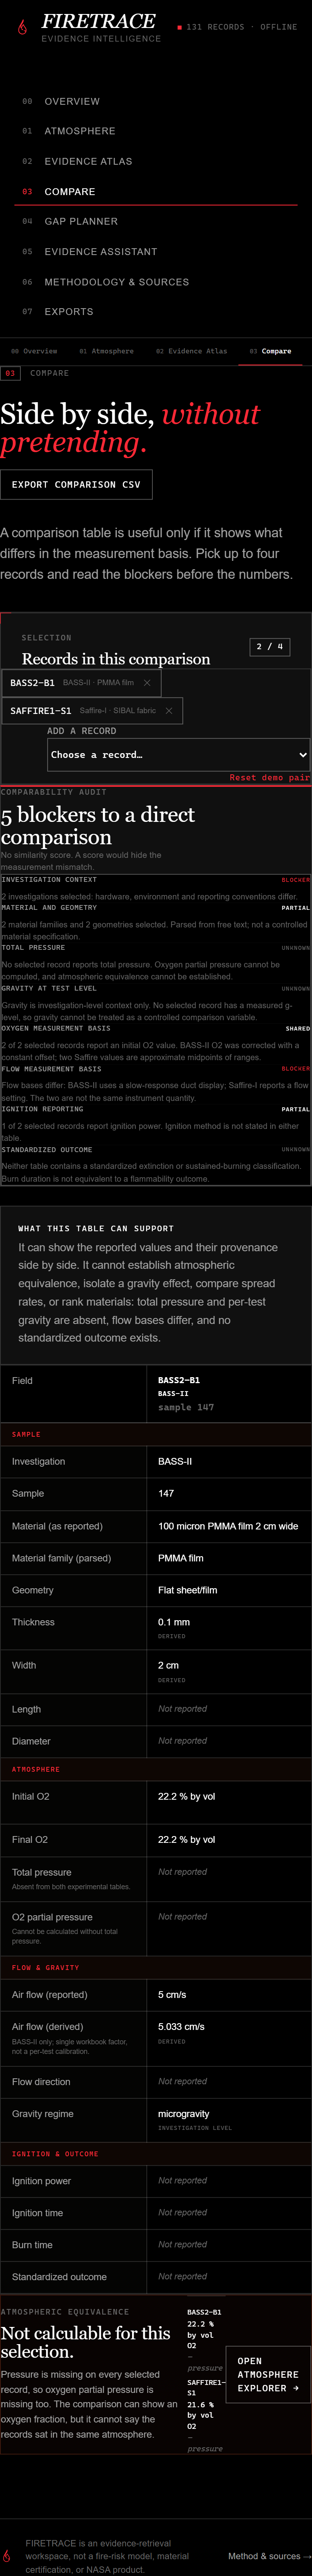 FIRETRACE
EVIDENCE INTELLIGENCE
131 RECORDS · OFFLINE
00 OVERVIEW
01 ATMOSPHERE
02 EVIDENCE ATLAS
03 COMPARE
04 GAP PLANNER
05 EVIDENCE ASSISTANT
06 METHODOLOGY & SOURCES
07 EXPORTS
00 Overview 01 Atmosphere 02 Evidence Atlas 03 Compare
03 COMPARE
Side by side, without
pretending.
EXPORT COMPARISON CSV
A comparison table is useful only if it shows what
differs in the measurement basis. Pick up to four
records and read the blockers before the numbers.
SELECTION
Records in this comparison
2 / 4
BASS2-B1 BASS-II · PMMA film ×
SAFFIRE1-S1 Saffire-I · SIBAL fabric ×
ADD A RECORD
Choose a record…
Reset demo pair
COMPARABILITY AUDIT
5 blockers to a direct
comparison
No similarity score. A score would hide the
measurement mismatch.
INVESTIGATION CONTEXT BLOCKER
2 investigations selected: hardware, environment and reporting conventions differ.
MATERIAL AND GEOMETRY PARTIAL
2 material families and 2 geometries selected. Parsed from free text; not a controlled
material specification.
TOTAL PRESSURE UNKNOWN
No selected record reports total pressure. Oxygen partial pressure cannot be
computed, and atmospheric equivalence cannot be established.
GRAVITY AT TEST LEVEL UNKNOWN
Gravity is investigation-level context only. No selected record has a measured g-
level, so gravity cannot be treated as a controlled comparison variable.
OXYGEN MEASUREMENT BASIS SHARED
2 of 2 selected records report an initial O2 value. BASS-II O2 was corrected with a
constant offset; two Saffire values are approximate midpoints of ranges.
FLOW MEASUREMENT BASIS BLOCKER
Flow bases differ: BASS-II uses a slow-response duct display; Saffire-I reports a flow
setting. The two are not the same instrument quantity.
IGNITION REPORTING PARTIAL
1 of 2 selected records report ignition power. Ignition method is not stated in either
table.
STANDARDIZED OUTCOME UNKNOWN
Neither table contains a standardized extinction or sustained-burning classification.
Burn duration is not equivalent to a flammability outcome.
WHAT THIS TABLE CAN SUPPORT
It can show the reported values and their provenance
side by side. It cannot establish atmospheric
equivalence, isolate a gravity effect, compare spread
rates, or rank materials: total pressure and per-test
gravity are absent, flow bases differ, and no
standardized outcome exists.
Field BASS2-B1
BASS-II
sample 147
SAMPLE
Investigation BASS-II
Sample 147
Material (as reported) 100 micron PMMA film 2 cm wide
Material family (parsed) PMMA film
Geometry Flat sheet/film
Thickness 0.1 mm
DERIVED
Width 2 cm
DERIVED
Length Not reported
Diameter Not reported
ATMOSPHERE
Initial O2 22.2 % by vol
Final O2 22.2 % by vol
Total pressure Not reported
Absent from both experimental tables.
O2 partial pressure Not reported
Cannot be calculated without total
pressure.
FLOW & GRAVITY
Air flow (reported) 5 cm/s
Air flow (derived) 5.033 cm/s
BASS-II only; single workbook factor, DERIVED
not a per-test calibration.
Flow direction Not reported
Gravity regime microgravity
INVESTIGATION LEVEL
IGNITION & OUTCOME
Ignition power Not reported
Ignition time Not reported
Burn time Not reported
Standardized outcome Not reported
ATMOSPHERIC EQUIVALENCE
Not calculable for this
selection.
Pressure is missing on every selected
record, so oxygen partial pressure is
missing too. The comparison can show an
oxygen fraction, but it cannot say the
records sat in the same atmosphere.
BASS2-B1
22.2 %
by vol
O2
—
pressure
SAFFIRE1-
S1
21.6 %
by vol
O2
—
pressure
OPEN
ATMOSPHERE
EXPLORER →
FIRETRACE is an evidence-retrieval
workspace, not a fire-risk model, material
certification, or NASA product.
Method & sources →